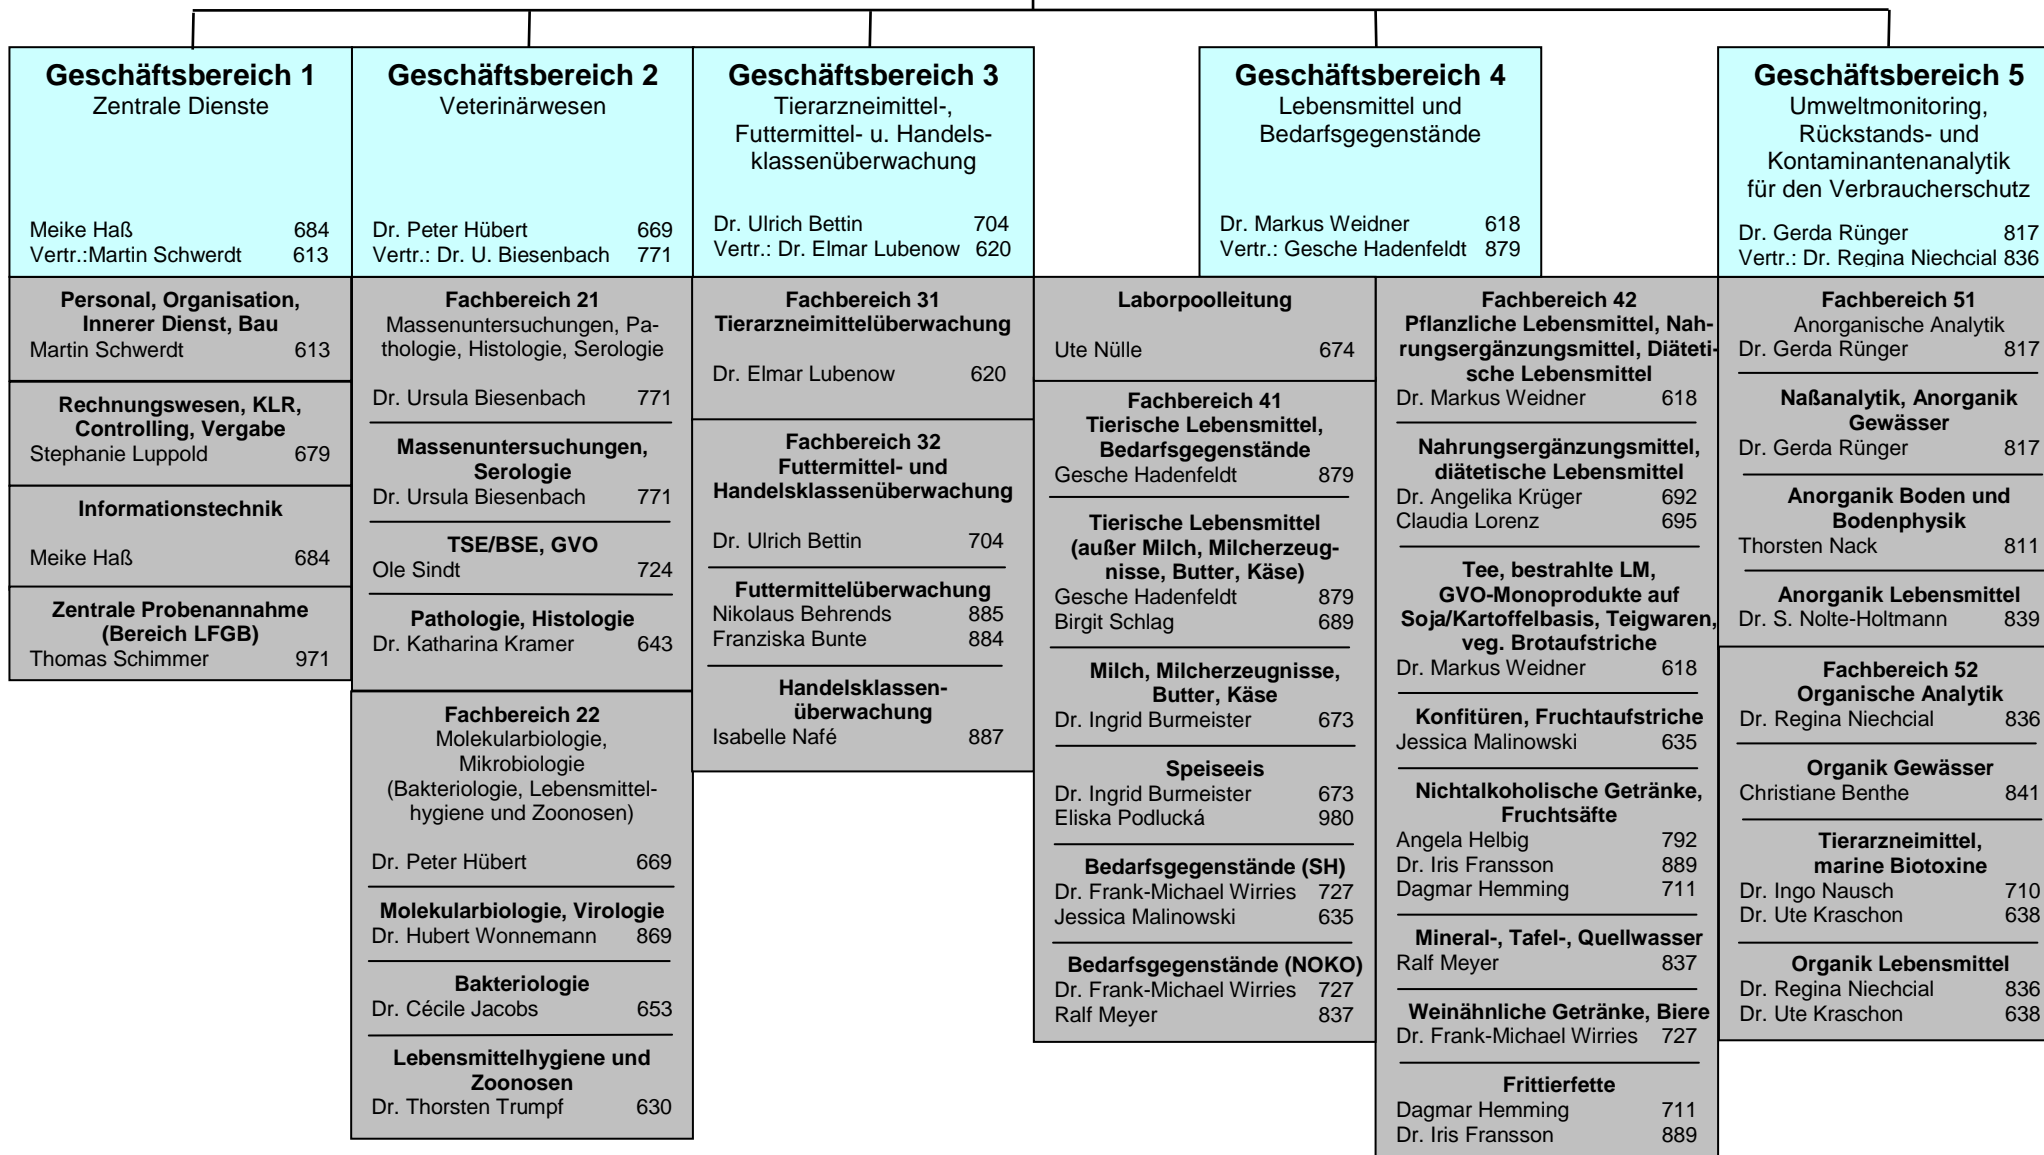 Geschäftsbereich 1
Zentrale Dienste
Meike Haß 684
Vertr.:Martin Schwerdt 613
Personal, Organisation,
Innerer Dienst, Bau
Martin Schwerdt 613
Rechnungswesen, KLR,
Controlling, Vergabe
Stephanie Luppold 679
Informationstechnik
Meike Haß 684
Zentrale Probenannahme
(Bereich LFGB)
Thomas Schimmer 971
Geschäftsbereich 2
Veterinärwesen
Dr. Peter Hübert 669
Vertr.: Dr. U. Biesenbach 771
Fachbereich 21
Massenuntersuchungen, Pa-
thologie, Histologie, Serologie
Dr. Ursula Biesenbach 771
Massenuntersuchungen,
Serologie
Dr. Ursula Biesenbach 771
TSE/BSE, GVO
Ole Sindt 724
Pathologie, Histologie
Dr. Katharina Kramer 643
Fachbereich 22
Molekularbiologie,
Mikrobiologie
(Bakteriologie, Lebensmittel-
hygiene und Zoonosen)
Dr. Peter Hübert 669
Molekularbiologie, Virologie
Dr. Hubert Wonnemann 869
Bakteriologie
Dr. Cécile Jacobs 653
Lebensmittelhygiene und
Zoonosen
Dr. Thorsten Trumpf 630
Geschäftsbereich 3
Tierarzneimittel-,
Futtermittel- u. Handels-
klassenüberwachung
Dr. Ulrich Bettin 704
Vertr.: Dr. Elmar Lubenow 620
Fachbereich 31
Tierarzneimittelüberwachung
Dr. Elmar Lubenow 620
Fachbereich 32
Futtermittel- und
Handelsklassenüberwachung
Dr. Ulrich Bettin 704
Futtermittelüberwachung
Nikolaus Behrends 885
Franziska Bunte 884
Handelsklassen-
überwachung
Isabelle Nafé 887
Geschäftsbereich 4
Lebensmittel und
Bedarfsgegenstände
Dr. Markus Weidner 618
Vertr.: Gesche Hadenfeldt 879
Laborpoolleitung
Ute Nülle 674
Fachbereich 41
Tierische Lebensmittel,
Bedarfsgegenstände
Gesche Hadenfeldt 879
Tierische Lebensmittel
(außer Milch, Milcherzeug-
nisse, Butter, Käse)
Gesche Hadenfeldt 879
Birgit Schlag 689
Milch, Milcherzeugnisse,
Butter, Käse
Dr. Ingrid Burmeister 673
Speiseeis
Dr. Ingrid Burmeister 673
Eliska Podlucká 980
Bedarfsgegenstände (SH)
Dr. Frank-Michael Wirries 727
Jessica Malinowski 635
Bedarfsgegenstände (NOKO)
Dr. Frank-Michael Wirries 727
Ralf Meyer 837
Fachbereich 42
Pflanzliche Lebensmittel, Nah-
rungsergänzungsmittel, Diäteti-
sche Lebensmittel
Dr. Markus Weidner 618
Nahrungsergänzungsmittel,
diätetische Lebensmittel
Dr. Angelika Krüger 692
Claudia Lorenz 695
Tee, bestrahlte LM,
GVO-Monoprodukte auf
Soja/Kartoffelbasis, Teigwaren,
veg. Brotaufstriche
Dr. Markus Weidner 618
Konfitüren, Fruchtaufstriche
Jessica Malinowski 635
Nichtalkoholische Getränke,
Fruchtsäfte
Angela Helbig 792
Dr. Iris Fransson 889
Dagmar Hemming 711
Mineral-, Tafel-, Quellwasser
Ralf Meyer 837
Weinähnliche Getränke, Biere
Dr. Frank-Michael Wirries 727
Frittierfette
Dagmar Hemming 711
Dr. Iris Fransson 889
Geschäftsbereich 5
Umweltmonitoring,
Rückstands- und
Kontaminantenanalytik
für den Verbraucherschutz
Dr. Gerda Rünger 817
Vertr.: Dr. Regina Niechcial 836
Fachbereich 51
Anorganische Analytik
Dr. Gerda Rünger 817
Naßanalytik, Anorganik
Gewässer
Dr. Gerda Rünger 817
Anorganik Boden und
Bodenphysik
Thorsten Nack 811
Anorganik Lebensmittel
Dr. S. Nolte-Holtmann 839
Fachbereich 52
Organische Analytik
Dr. Regina Niechcial 836
Organik Gewässer
Christiane Benthe 841
Tierarzneimittel,
marine Biotoxine
Dr. Ingo Nausch 710
Dr. Ute Kraschon 638
Organik Lebensmittel
Dr. Regina Niechcial 836
Dr. Ute Kraschon 638